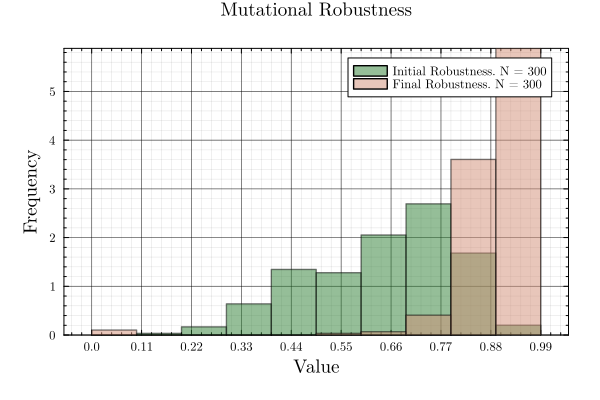 Mutational Robustness
Initial Robustness. N = 300
Final Robustness. N = 300
Frequency
5
4
3
2
1
0
0.0 0.11 0.22 0.33 0.44 0.55 0.66 0.77 0.88 0.99
Value